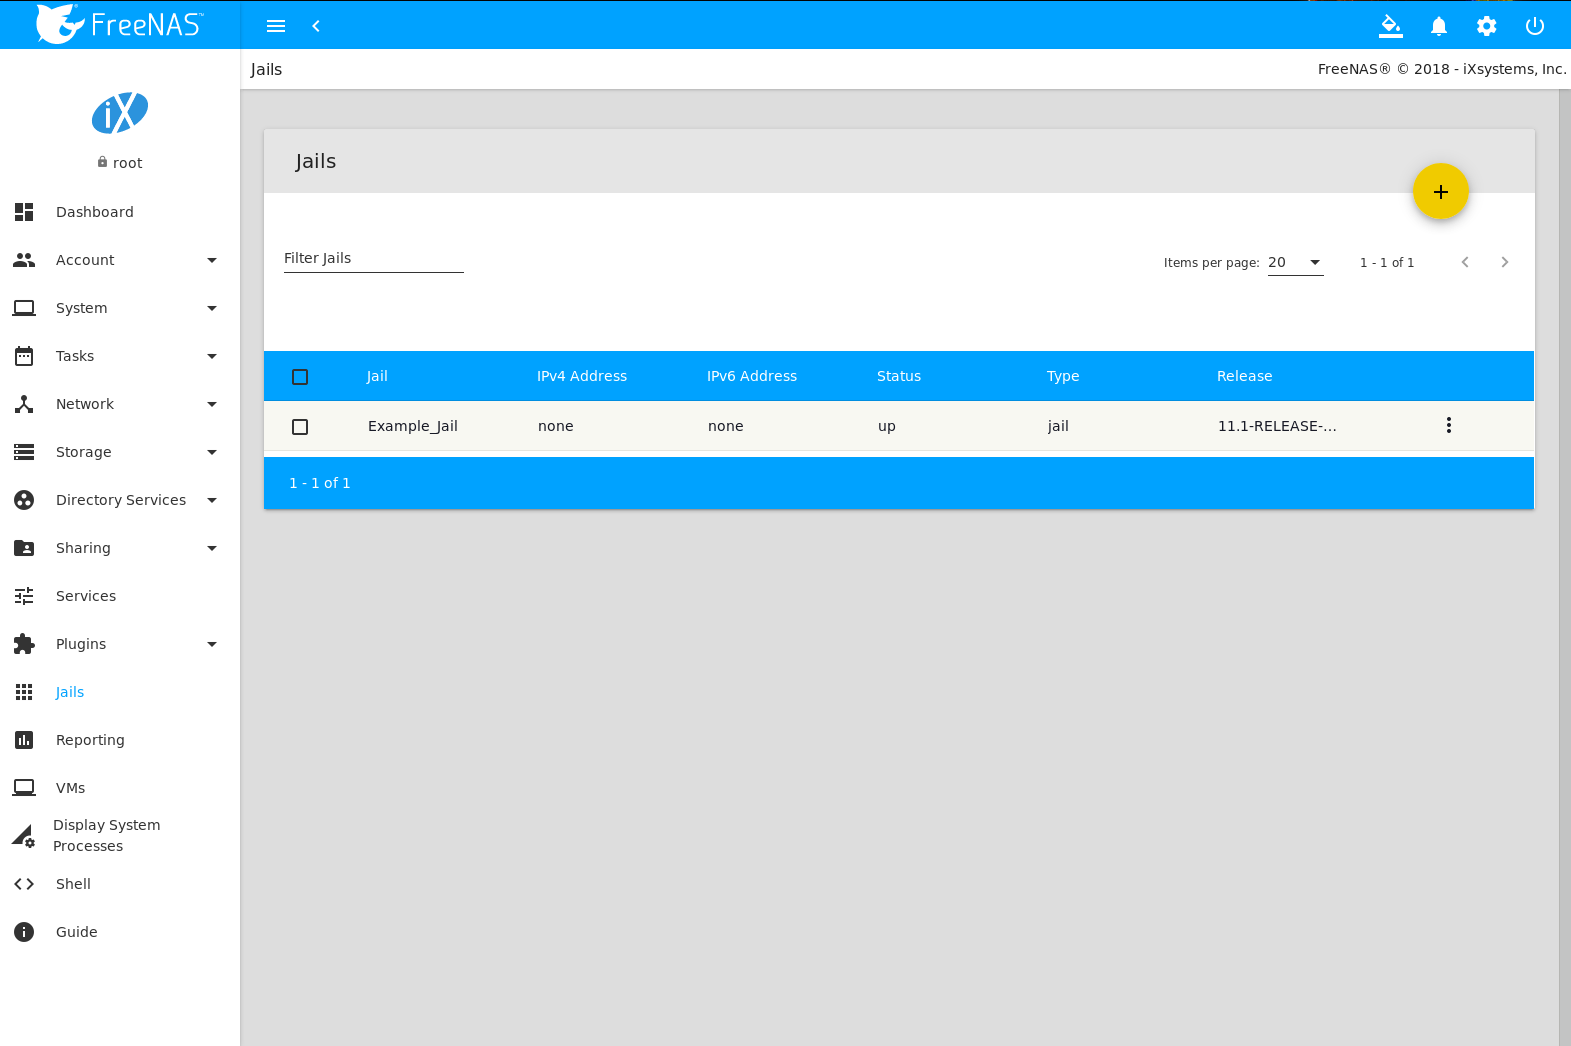 FreeNAS™
Jails
FreeNAS® © 2018 - iXsystems, Inc.
iX
root
Dashboard
Account
System
Tasks
Network
Storage
Directory Services
Sharing
Services
Plugins
Jails
Reporting
VMs
Display System
Processes
Shell
Guide
Jails
Filter Jails
Items per page: 20 1 - 1 of 1
Jail IPv4 Address IPv6 Address Status Type Release
Example_Jail none none up jail 11.1-RELEASE-...
1 - 1 of 1